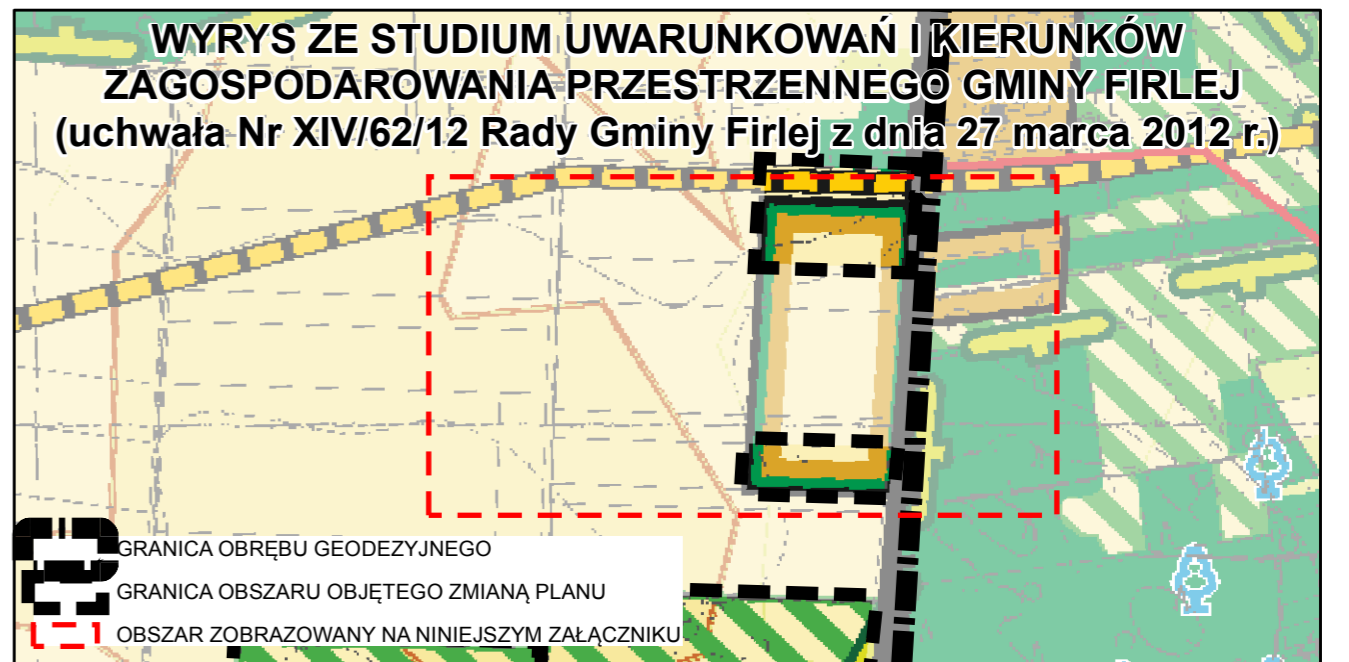 WYRYS ZE STUDIUM UWARUNKOWAŃ I KIERUNKÓW
ZAGOSPODAROWANIA PRZESTRZENNEGO GMINY FIRLEJ
(uchwała Nr XIV/62/12 Rady Gminy Firlej z dnia 27 marca 2012 r.)
GRANICA OBRĘBU GEODEZYJNEGO
GRANICA OBSZARU OBJĘTEGO ZMIANĄ PLANU
OBSZAR ZOBRAZOWANY NA NINIEJSZYM ZAŁĄCZNIKU